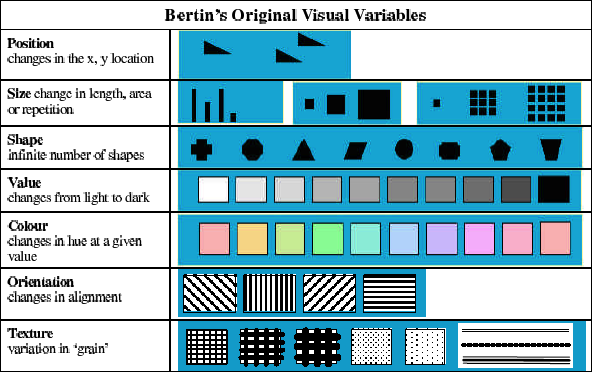 Bertin's Original Visual Variables
Position
changes in the x, y location
Size change in length, area
or repetition
Shape
infinite number of shapes
Value
changes from light to dark
Colour
changes in hue at a given
value
Orientation
changes in alignment
Texture
variation in ‘grain’